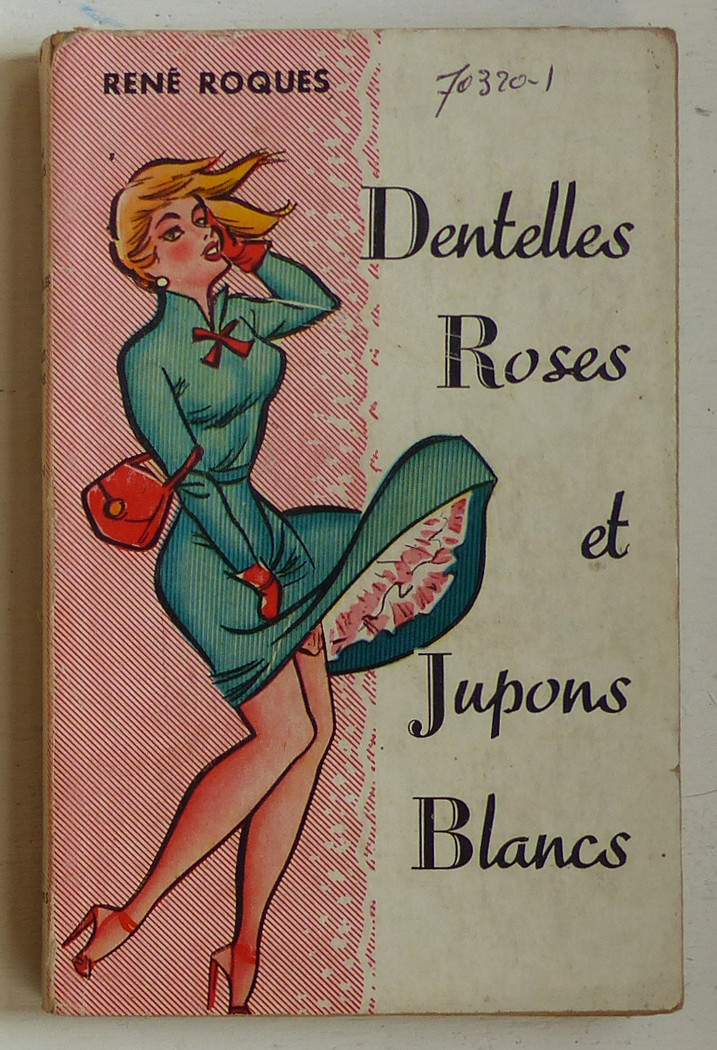 RENÉ ROQUES
70320-1
Dentelles
Roses
et
Jupons
Blancs